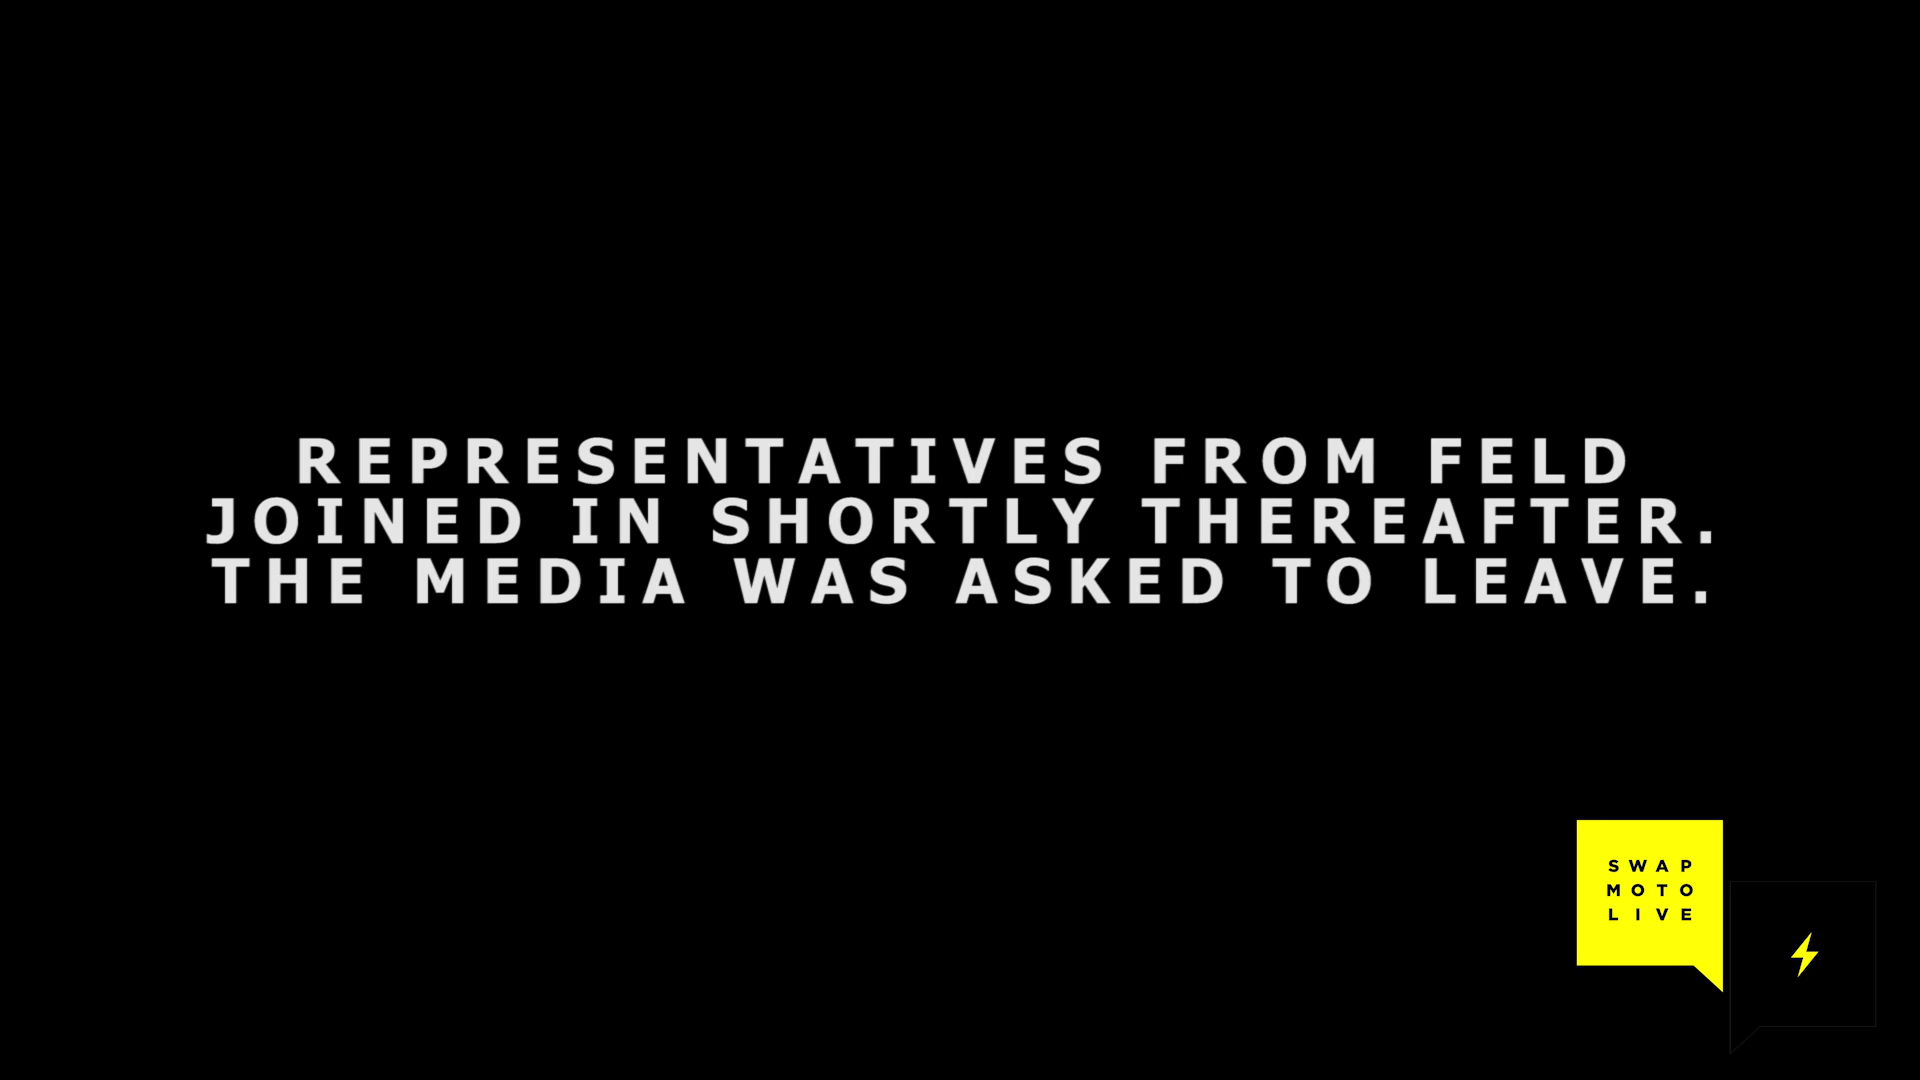 REPRESENTATIVES FROM FELD
JOINED IN SHORTLY THEREAFTER.
THE MEDIA WAS ASKED TO LEAVE.
SWAP
MOTO
LIVE